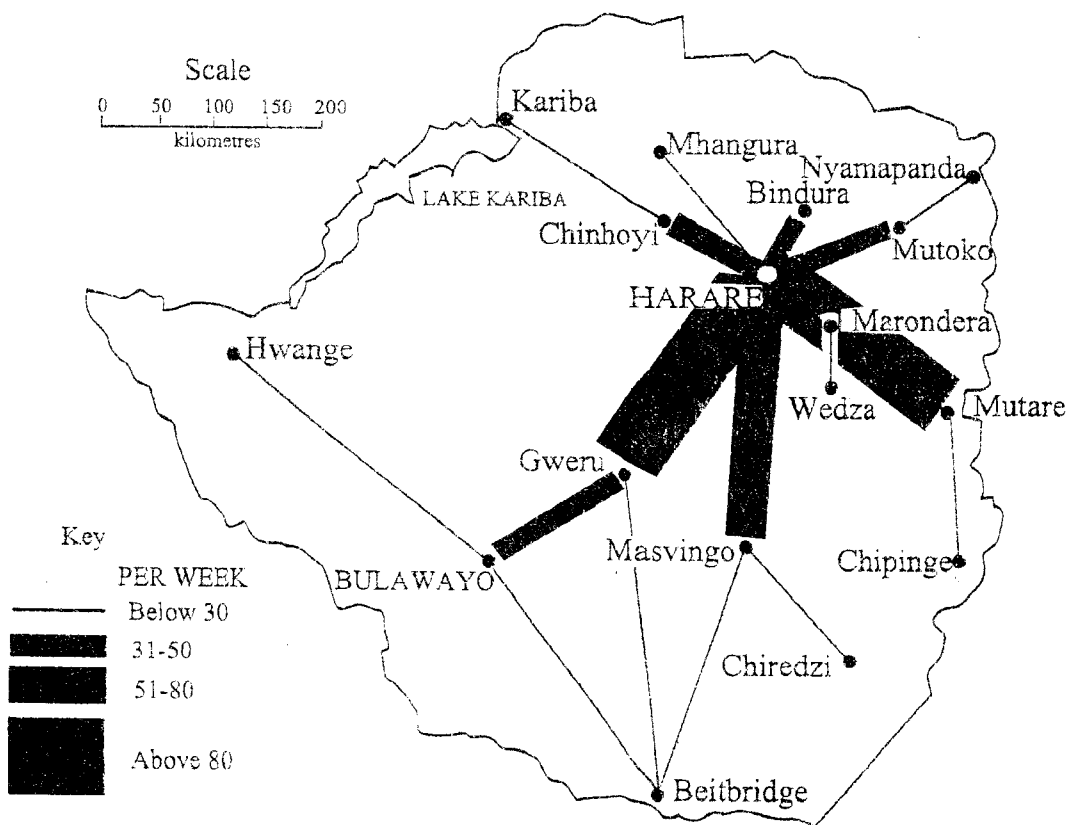 Scale
0 50 100 150 200
kilometres
Kariba
Mhangura
Nyamapanda
Bindura
LAKE KARIBA
Chinhoyi
Mutoko
HARARE
Marondera
Hwange
Wedza
Mutare
Gweru
Key
Masvingo
Chipinge
PER WEEK
BULAWAYO
Below 30
31-50
Chiredzi
51-80
Above 80
Beitbridge